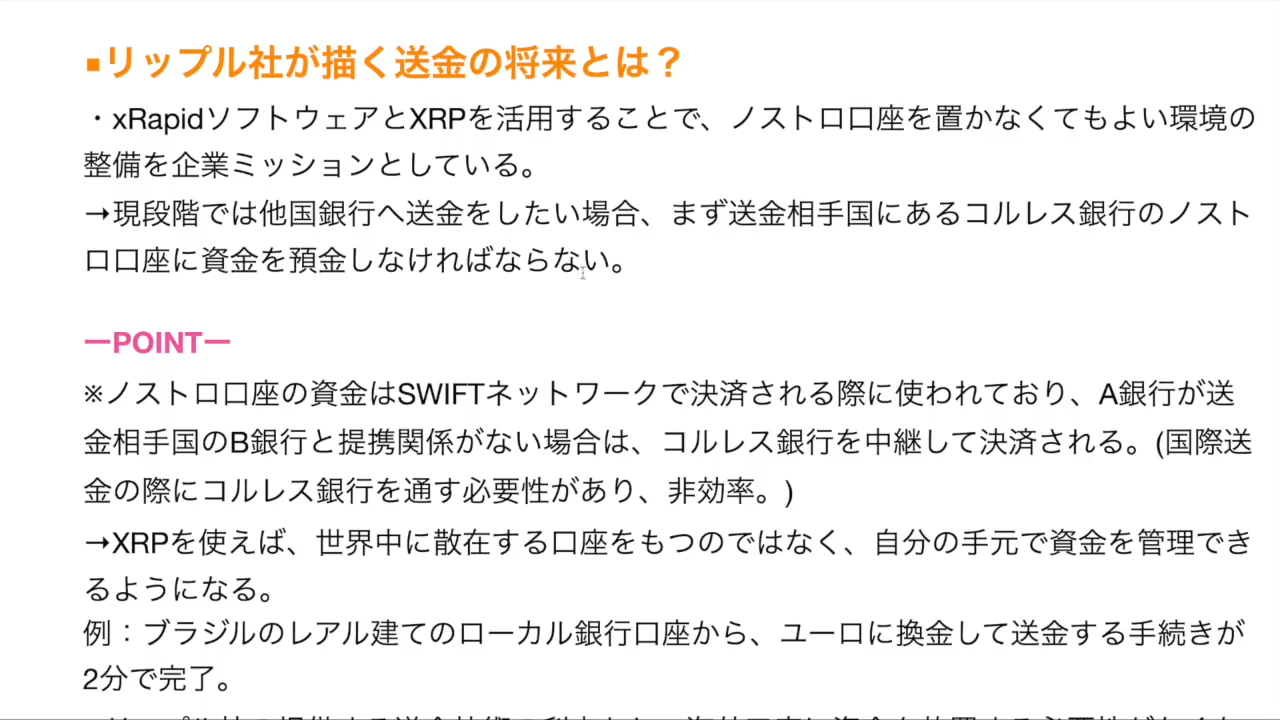 ▪リップル社が描く送金の将来とは？
・xRapidソフトウェアとXRPを活用することで、ノストロ口座を置かなくてもよい環境の
整備を企業ミッションとしている。
→現段階では他国銀行へ送金をしたい場合、まず送金相手国にあるコルレス銀行のノスト
ロ口座に資金を預金しなければならない。
ーPOINTー
※ノストロ口座の資金はSWIFTネットワークで決済される際に使われており、A銀行が送
金相手国のB銀行と提携関係がない場合は、コルレス銀行を中継して決済される。(国際送
金の際にコルレス銀行を通す必要性があり、非効率。)
→XRPを使えば、世界中に散在する口座をもつのではなく、自分の手元で資金を管理でき
るようになる。
例：ブラジルのレアル建てのローカル銀行口座から、ユーロに換金して送金する手続きが
2分で完了。